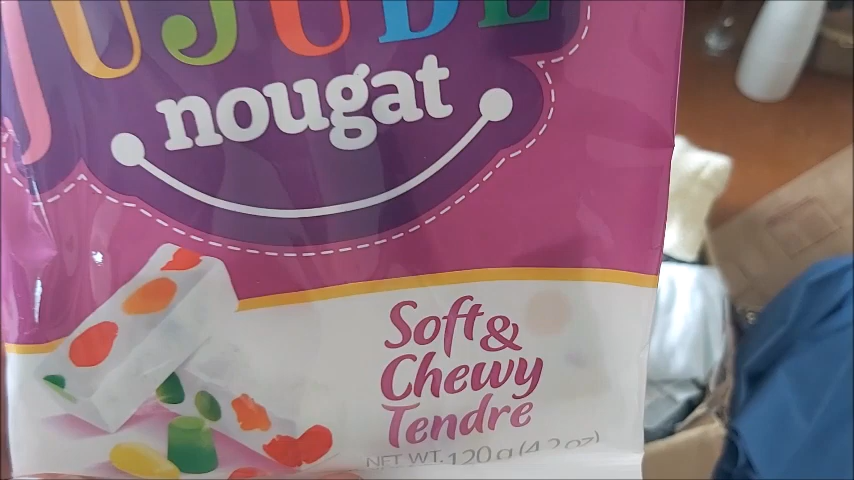 JUJUBE
nougat
Soft &
Chewy
Tendre
NET WT. 120 g (4.2 oz)